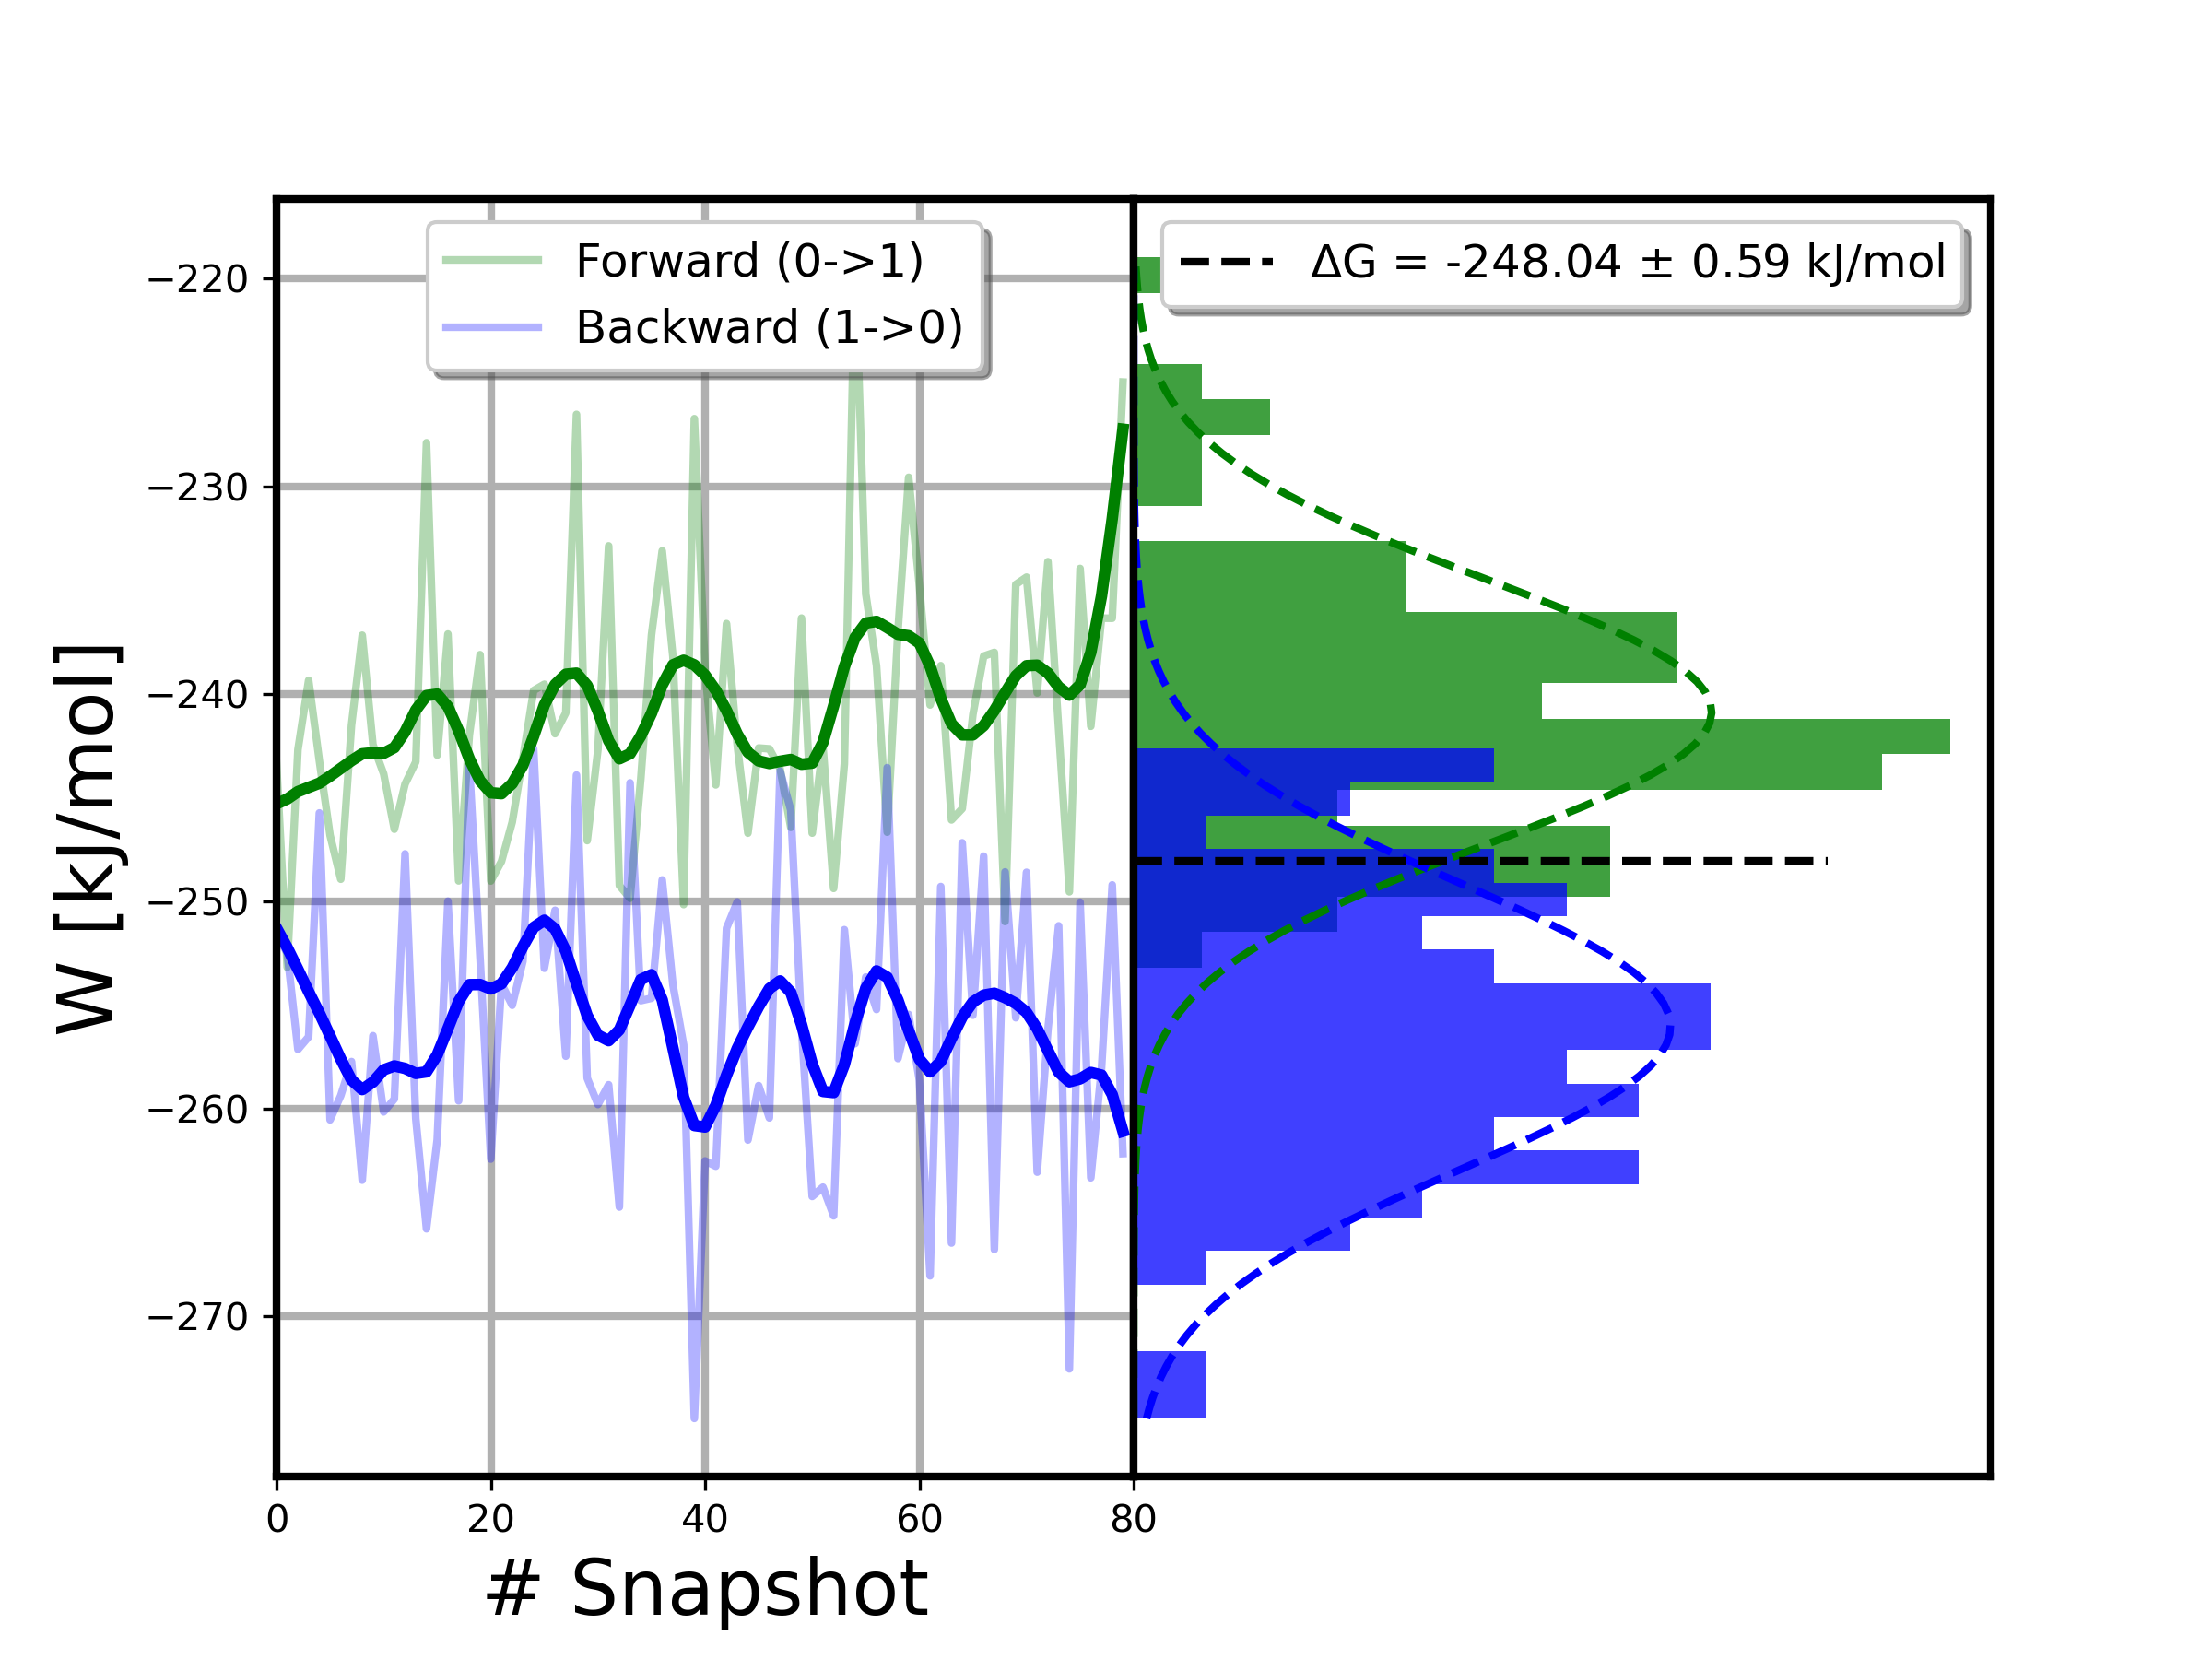 Forward (0->1)
Backward (1->0)
ΔG = -248.04 ± 0.59 kJ/mol
−220
−230
−240
−250
−260
−270
W [kJ/mol]
0 20 40 60 80
# Snapshot